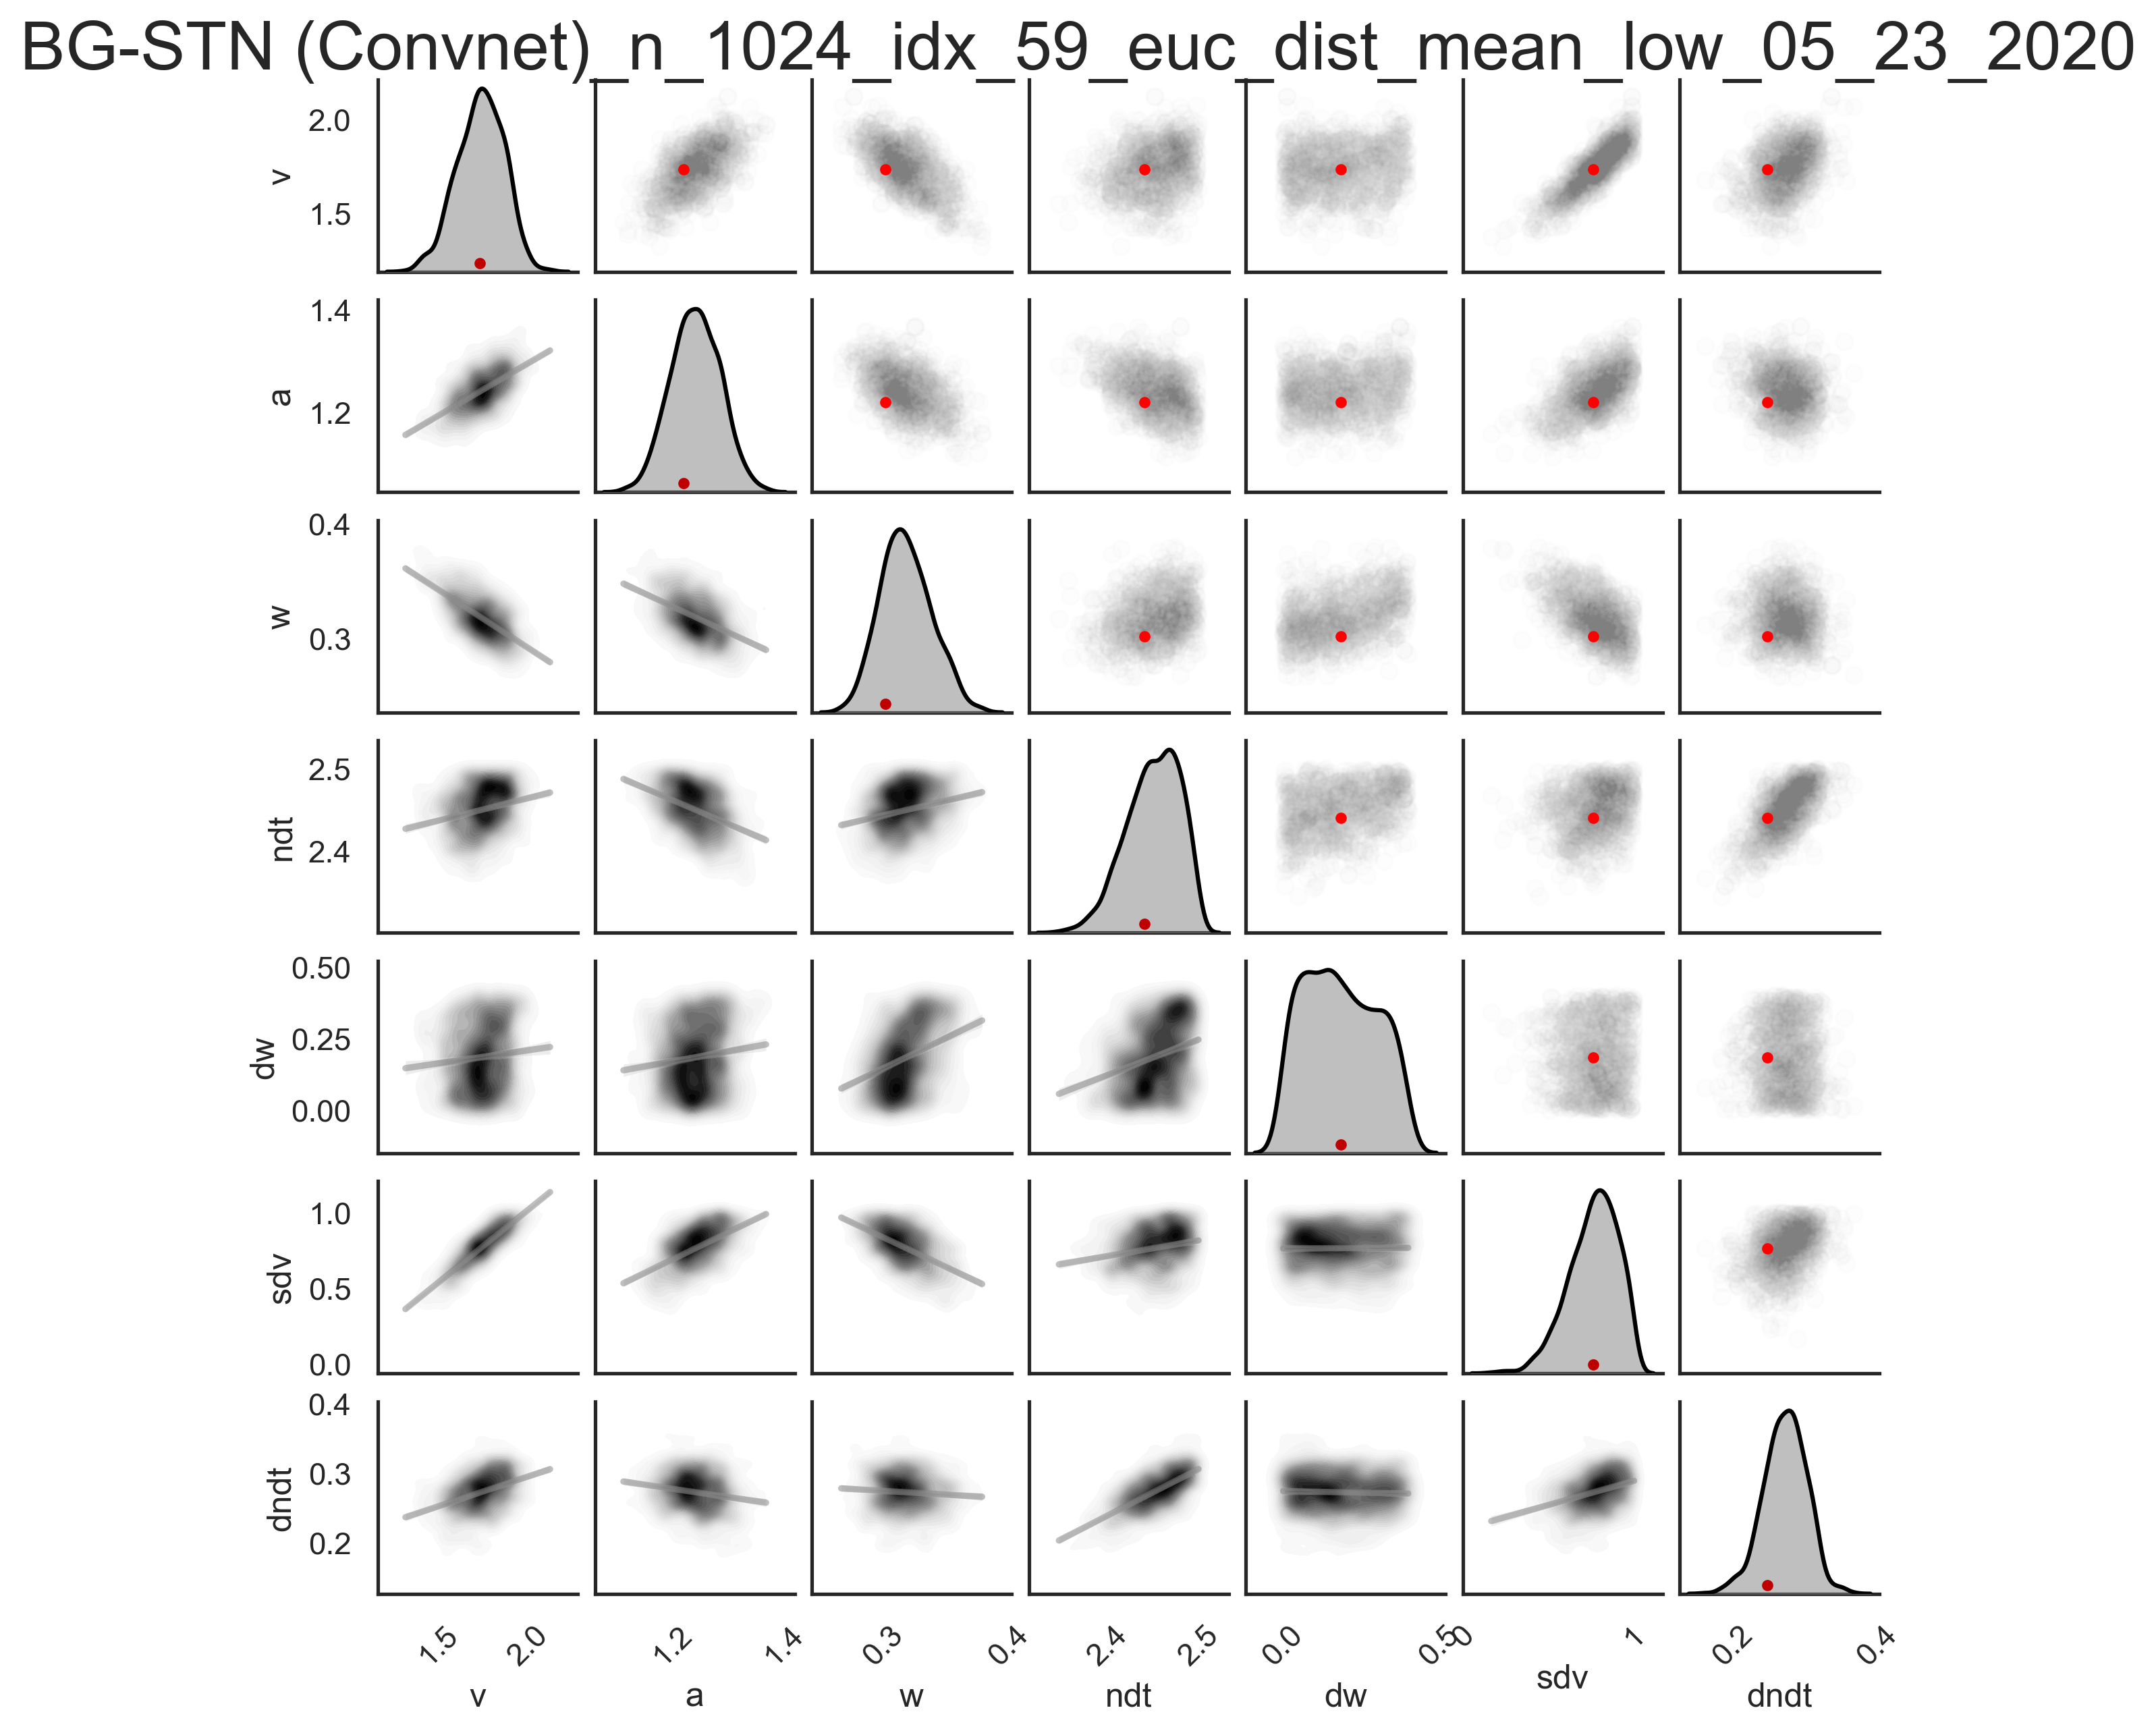 BG-STN (Convnet)_n_1024_idx_59_euc_dist_mean_low_05_23_2020
2.0
v
1.5
1.4
a
1.2
0.4
w
0.3
2.5
ndt
2.4
0.50
0.25
dw
0.00
1.0
sdv
0.5
0.0
0.4
dndt
0.3
0.2
1.5 2.0 1.2 1.4 0.3 0.4 2.4 2.5 0.0 0.5 0 1 0.2 0.4
v a w ndt dw sdv dndt